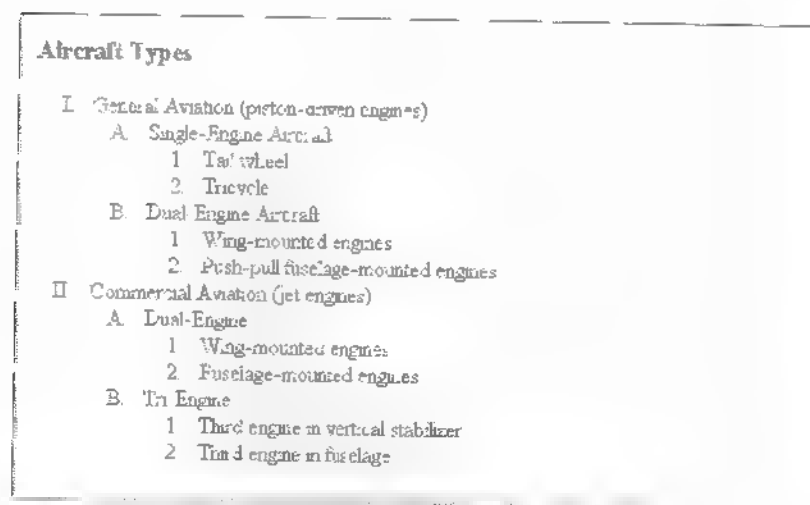 Aircraft Types
I. General Aviation (piston-driven engines)
A. Single-Engine Aircraft
1 Tail wheel
2. Tricycle
B. Dual Engine Aircraft
1 Wing-mounted engines
2. Push-pull fuselage-mounted engines
II Commercial Aviation (jet engines)
A. Dual-Engine
1 Wing-mounted engines
2. Fuselage-mounted engines
B. Tri Engine
1 Third engine in vertical stabilizer
2 Third engine in fuselage